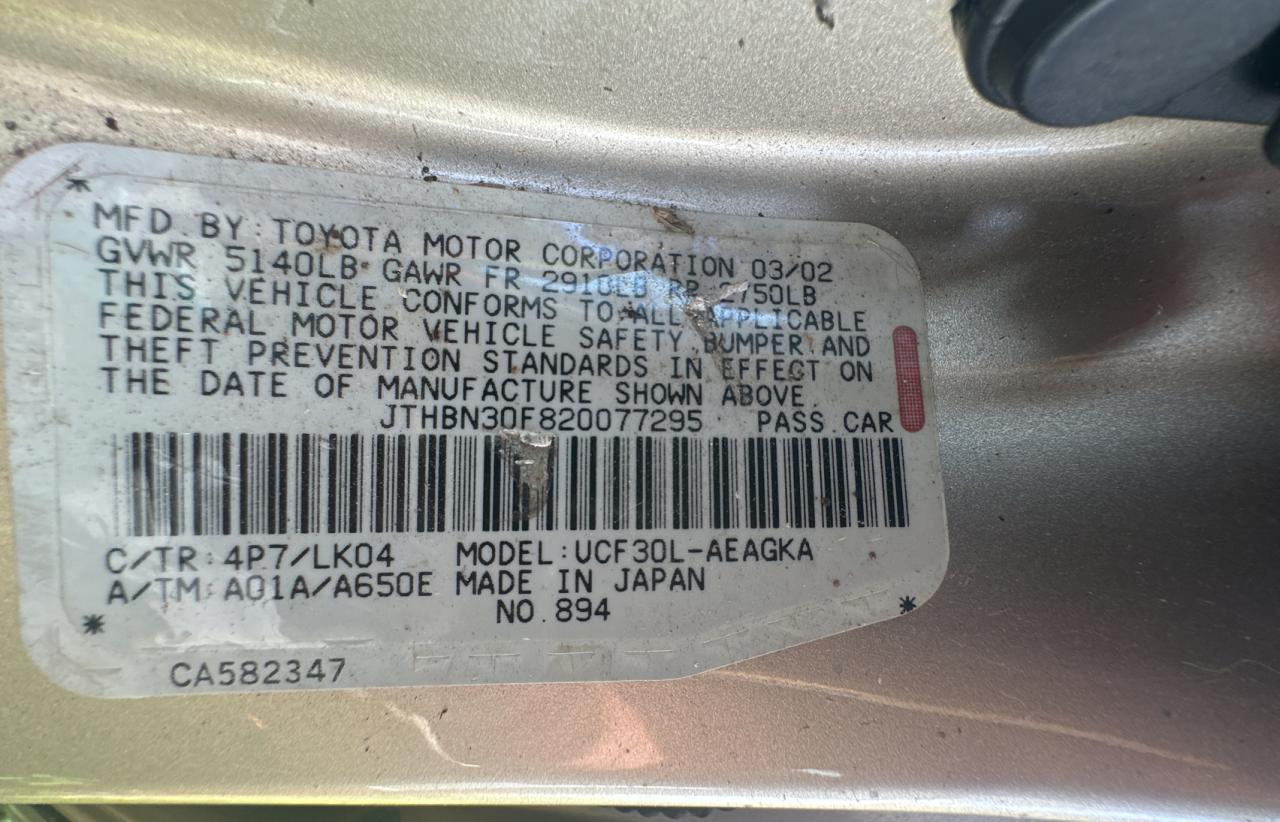 MFD. BY: TOYOTA MOTOR CORPORATION 03/02
GVWR 5140LB GAWR FR 2910LB RR 2750LB
THIS VEHICLE CONFORMS TO ALL APPLICABLE
FEDERAL MOTOR VEHICLE SAFETY, BUMPER AND
THEFT PREVENTION STANDARDS IN EFFECT ON
THE DATE OF MANUFACTURE SHOWN ABOVE.
JTHBN30F820077295 PASS.CAR
C/TR:4P7/LK04 MODEL:UCF30L-AEAGKA
A/TM:A01A/A650E MADE IN JAPAN
NO.894
CA582347